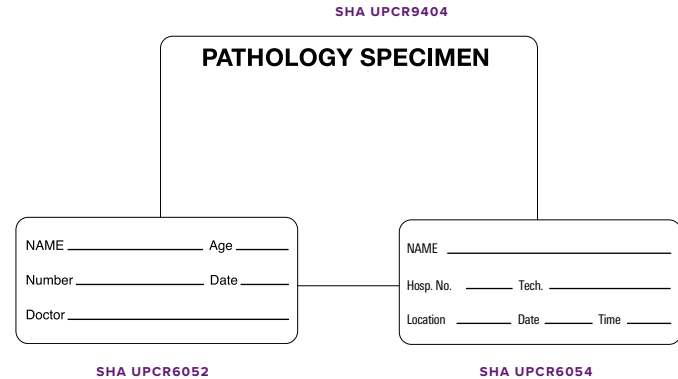 SHA UPCR9404
PATHOLOGY SPECIMEN
NAME Age
Number Date
Doctor
NAME
Hosp. No. Tech.
Location Date Time
SHA UPCR6052
SHA UPCR6054